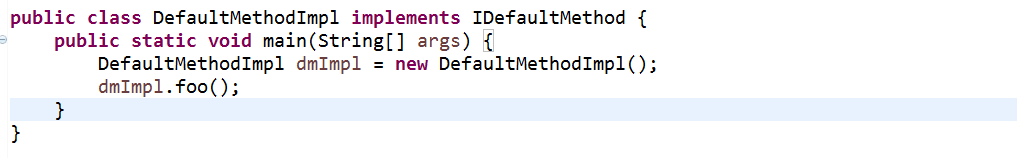 public class DefaultMethodImpl implements IDefaultMethod {
    public static void main(String[] args) {
        DefaultMethodImpl dmImpl = new DefaultMethodImpl();
        dmImpl.foo();
    }
}